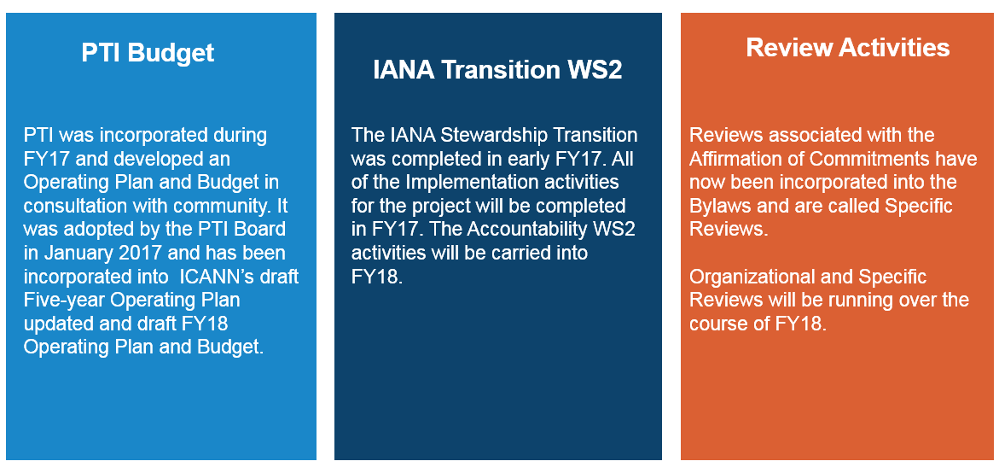 PTI Budget
PTI was incorporated during
FY17 and developed an
Operating Plan and Budget in
consultation with community. It
was adopted by the PTI Board
in January 2017 and has been
incorporated into  ICANN’s draft
Five-year Operating Plan
updated and draft FY18
Operating Plan and Budget.
IANA Transition WS2
The IANA Stewardship Transition
was completed in early FY17. All
of the Implementation activities
for the project will be completed
in FY17. The Accountability WS2
activities will be carried into
FY18.
Review Activities
Reviews associated with the
Affirmation of Commitments have
now been incorporated into the
Bylaws and are called Specific
Reviews.
Organizational and Specific
Reviews will be running over the
course of FY18.